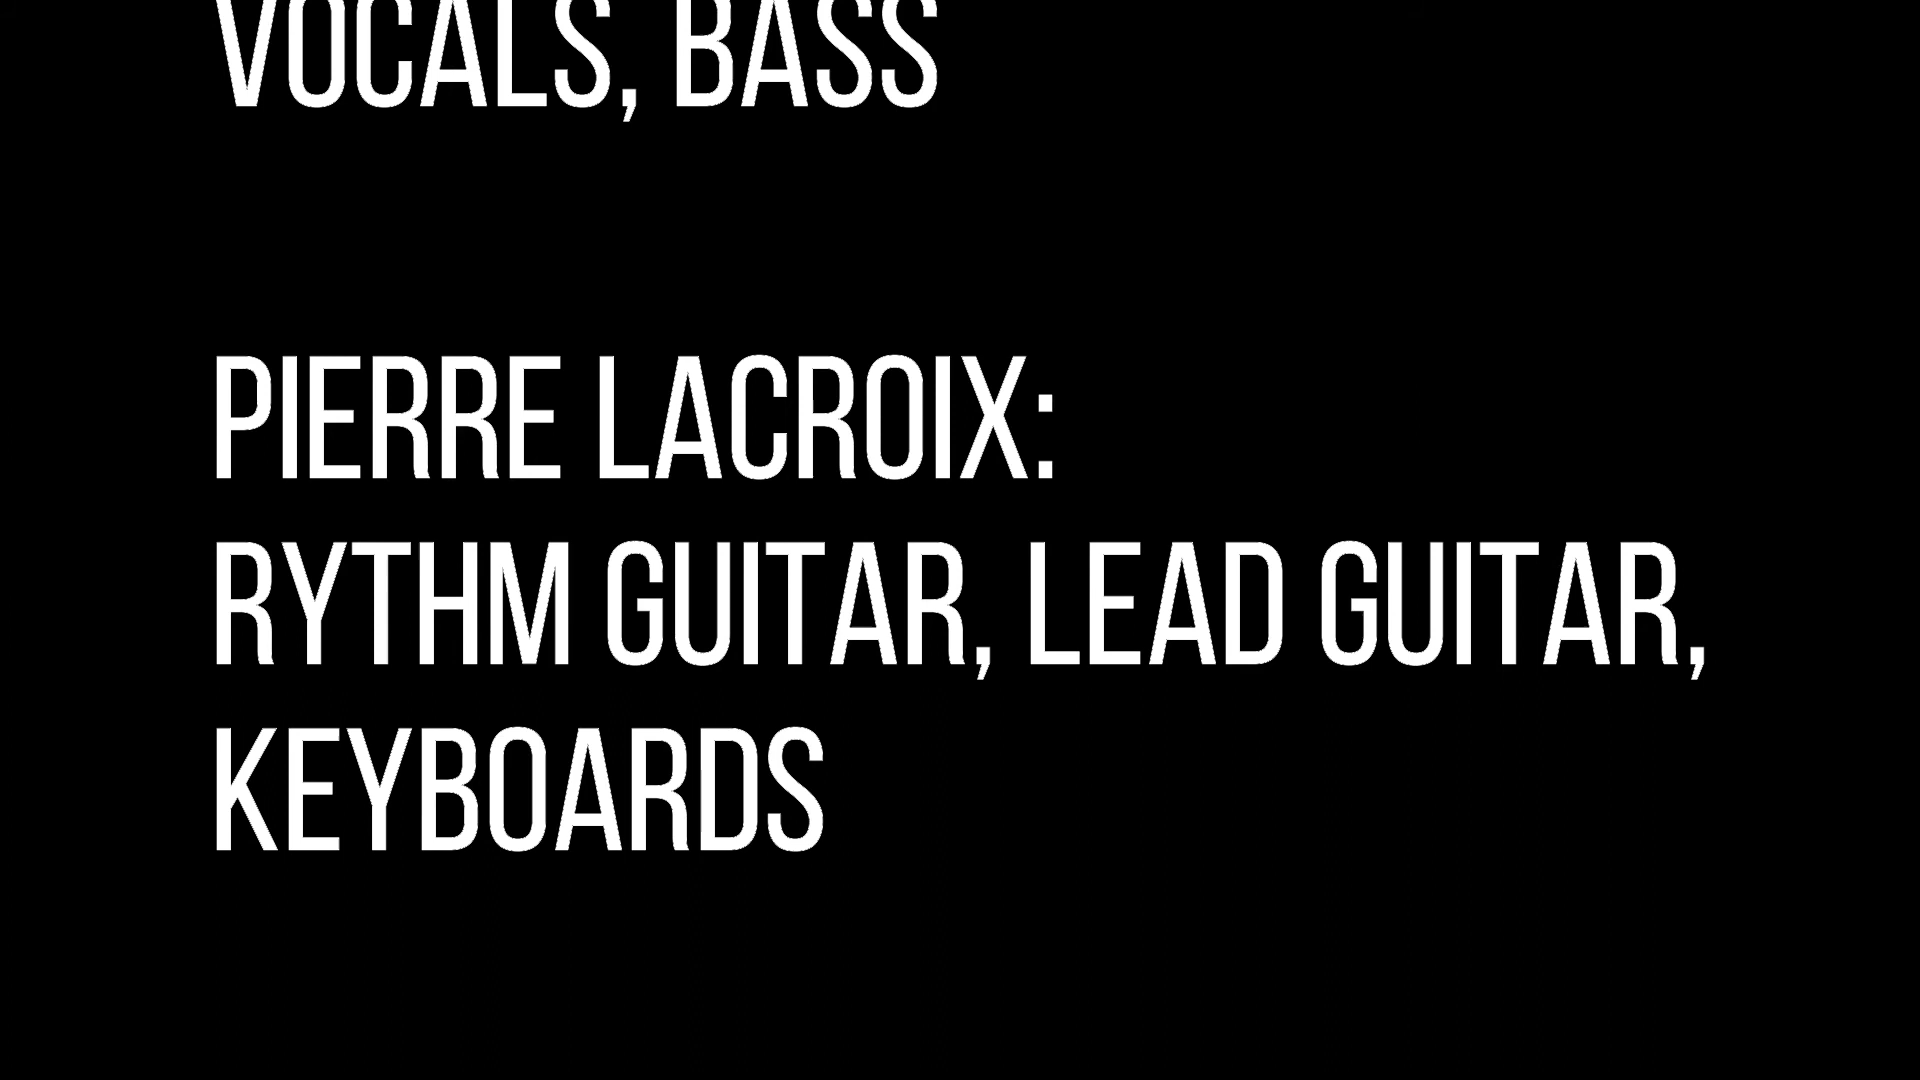 VOCALS, BASS
PIERRE LACROIX:
RYTHM GUITAR, LEAD GUITAR,
KEYBOARDS